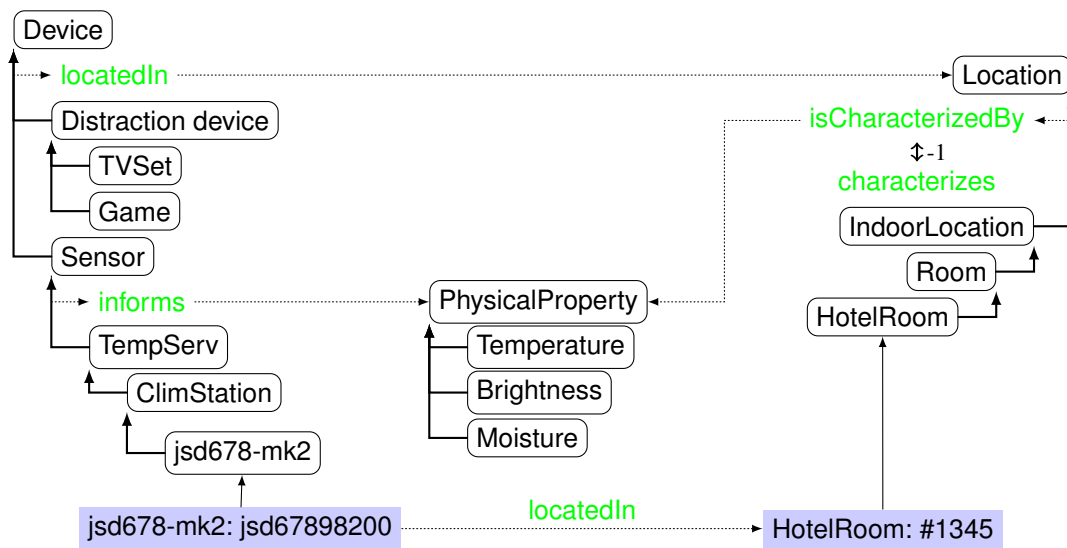 Device
locatedIn
Location
Distraction device
isCharacterizedBy
⇕-1
TVSet
characterizes
Game
IndoorLocation
Sensor
Room
informs
PhysicalProperty
HotelRoom
TempServ
Temperature
ClimStation
Brightness
jsd678-mk2
Moisture
locatedIn
jsd678-mk2: jsd67898200
HotelRoom: #1345